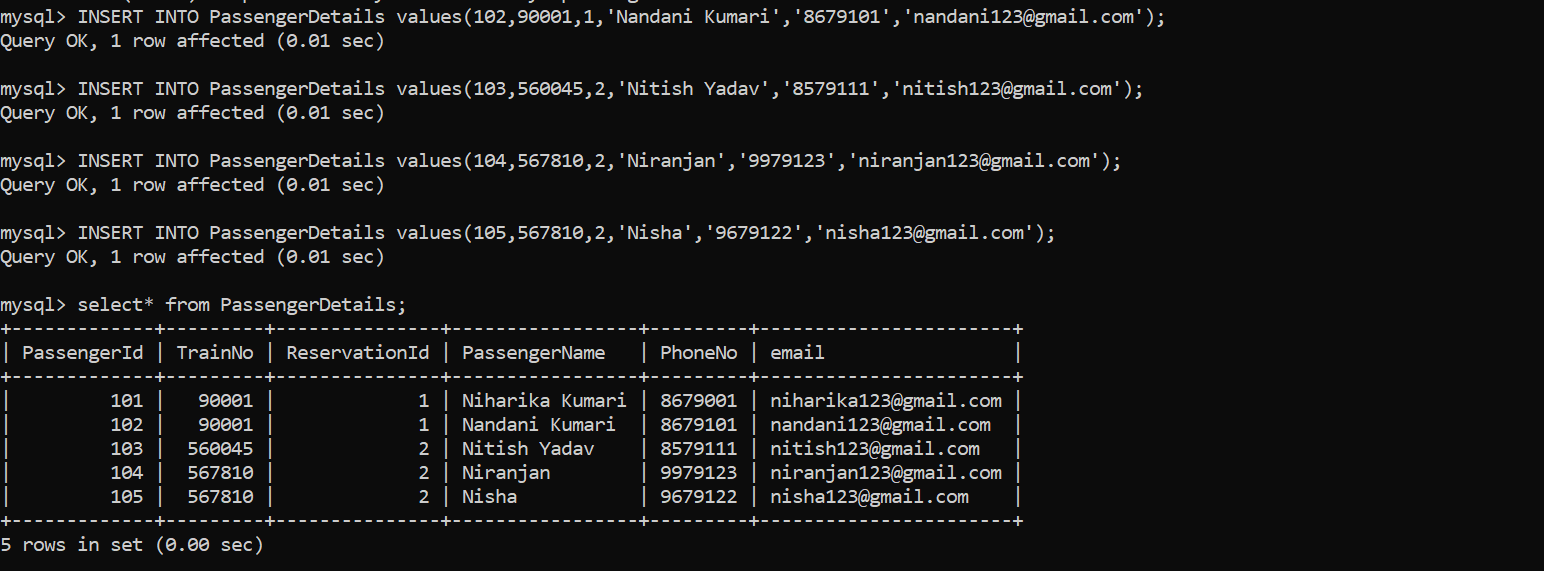 mysql> INSERT INTO PassengerDetails values(102,90001,1,'Nandani Kumari','8679101','nandani123@gmail.com');
Query OK, 1 row affected (0.01 sec)
mysql> INSERT INTO PassengerDetails values(103,560045,2,'Nitish Yadav','8579111','nitish123@gmail.com');
Query OK, 1 row affected (0.01 sec)
mysql> INSERT INTO PassengerDetails values(104,567810,2,'Niranjan','9979123','niranjan123@gmail.com');
Query OK, 1 row affected (0.01 sec)
mysql> INSERT INTO PassengerDetails values(105,567810,2,'Nisha','9679122','nisha123@gmail.com');
Query OK, 1 row affected (0.01 sec)
mysql> select* from PassengerDetails;
+-------------+---------+---------------+-----------------+---------+-----------------------+
| PassengerId | TrainNo | ReservationId | PassengerName   | PhoneNo | email                 |
+-------------+---------+---------------+-----------------+---------+-----------------------+
|         101 |   90001 |             1 | Niharika Kumari | 8679001 | niharika123@gmail.com |
|         102 |   90001 |             1 | Nandani Kumari  | 8679101 | nandani123@gmail.com  |
|         103 |  560045 |             2 | Nitish Yadav    | 8579111 | nitish123@gmail.com   |
|         104 |  567810 |             2 | Niranjan        | 9979123 | niranjan123@gmail.com |
|         105 |  567810 |             2 | Nisha           | 9679122 | nisha123@gmail.com    |
+-------------+---------+---------------+-----------------+---------+-----------------------+
5 rows in set (0.00 sec)